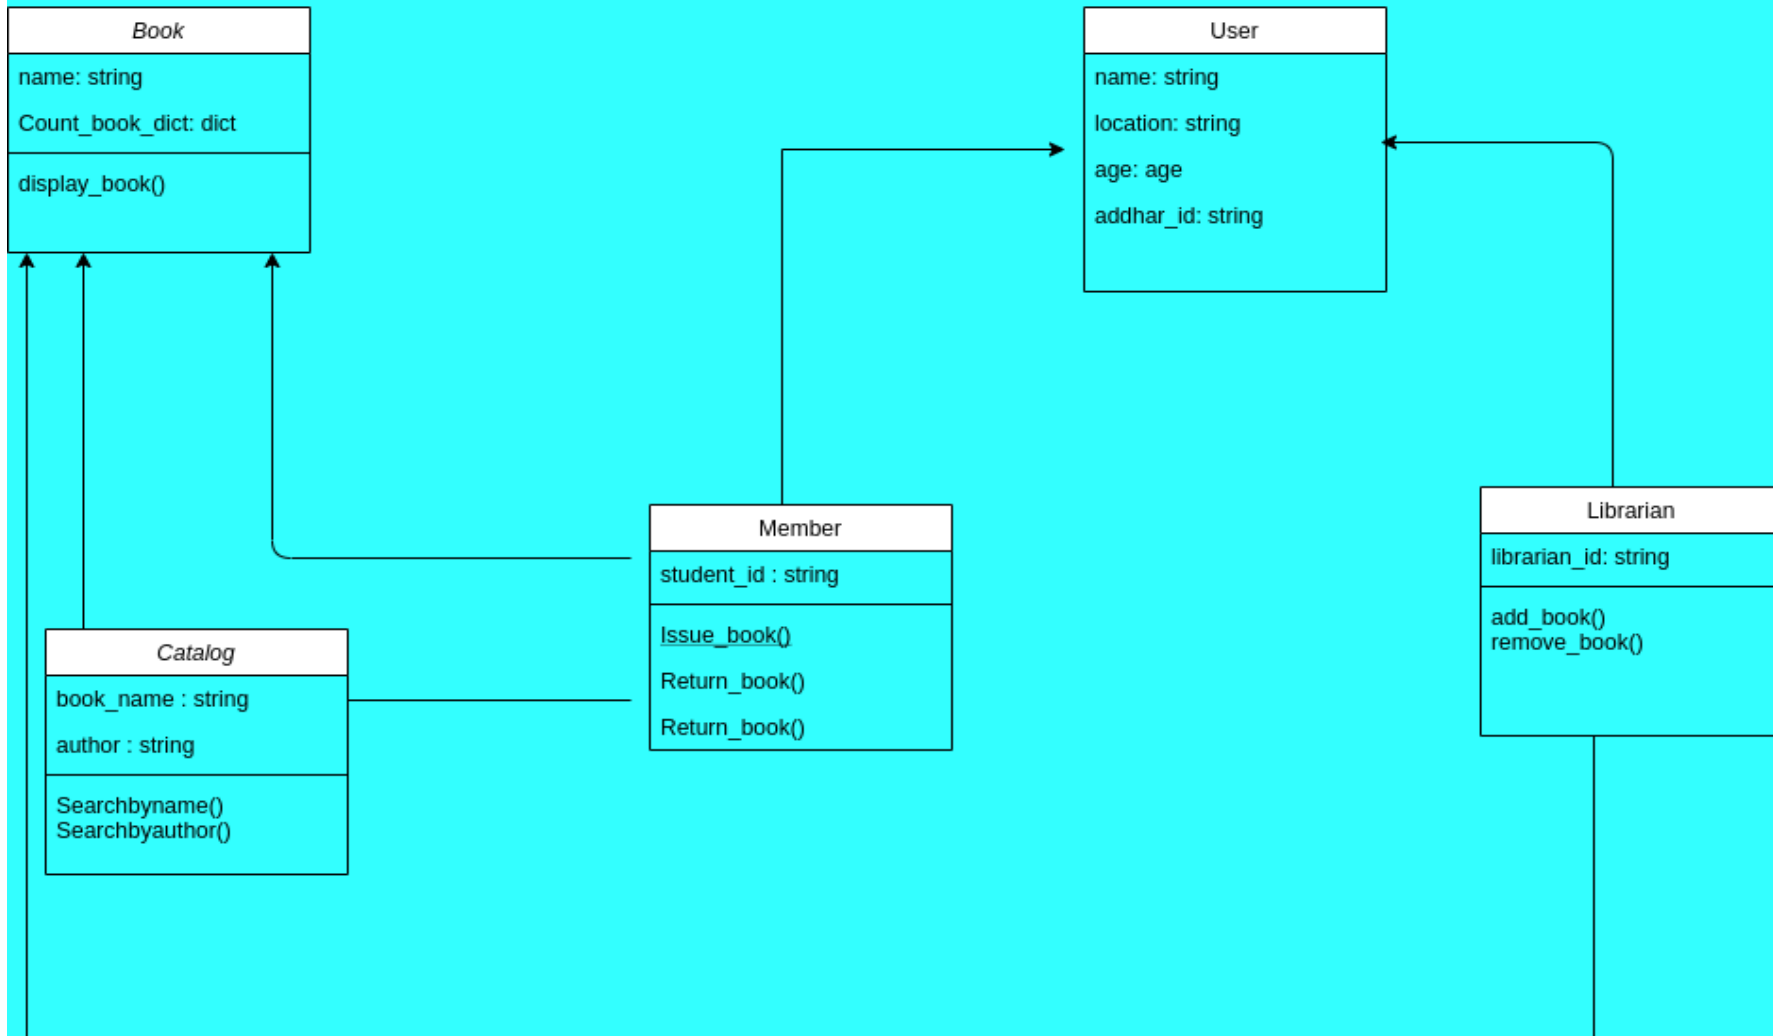 Book
name: string
Count_book_dict: dict
display_book()
User
name: string
location: string
age: age
addhar_id: string
Member
student_id : string
Issue_book()
Return_book()
Return_book()
Librarian
librarian_id: string
add_book()
remove_book()
Catalog
book_name : string
author : string
Searchbyname()
Searchbyauthor()